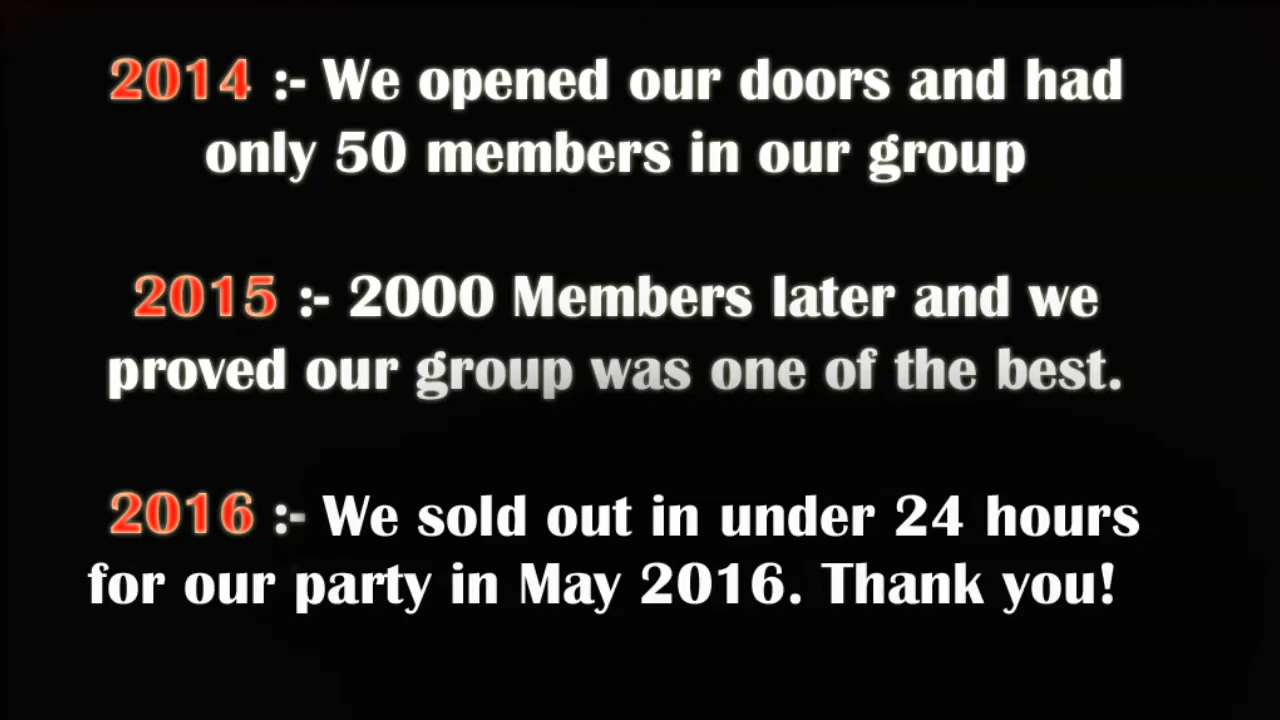 2014 :- We opened our doors and had
only 50 members in our group
2015 :- 2000 Members later and we
proved our group was one of the best.
2016 :- We sold out in under 24 hours
for our party in May 2016. Thank you!